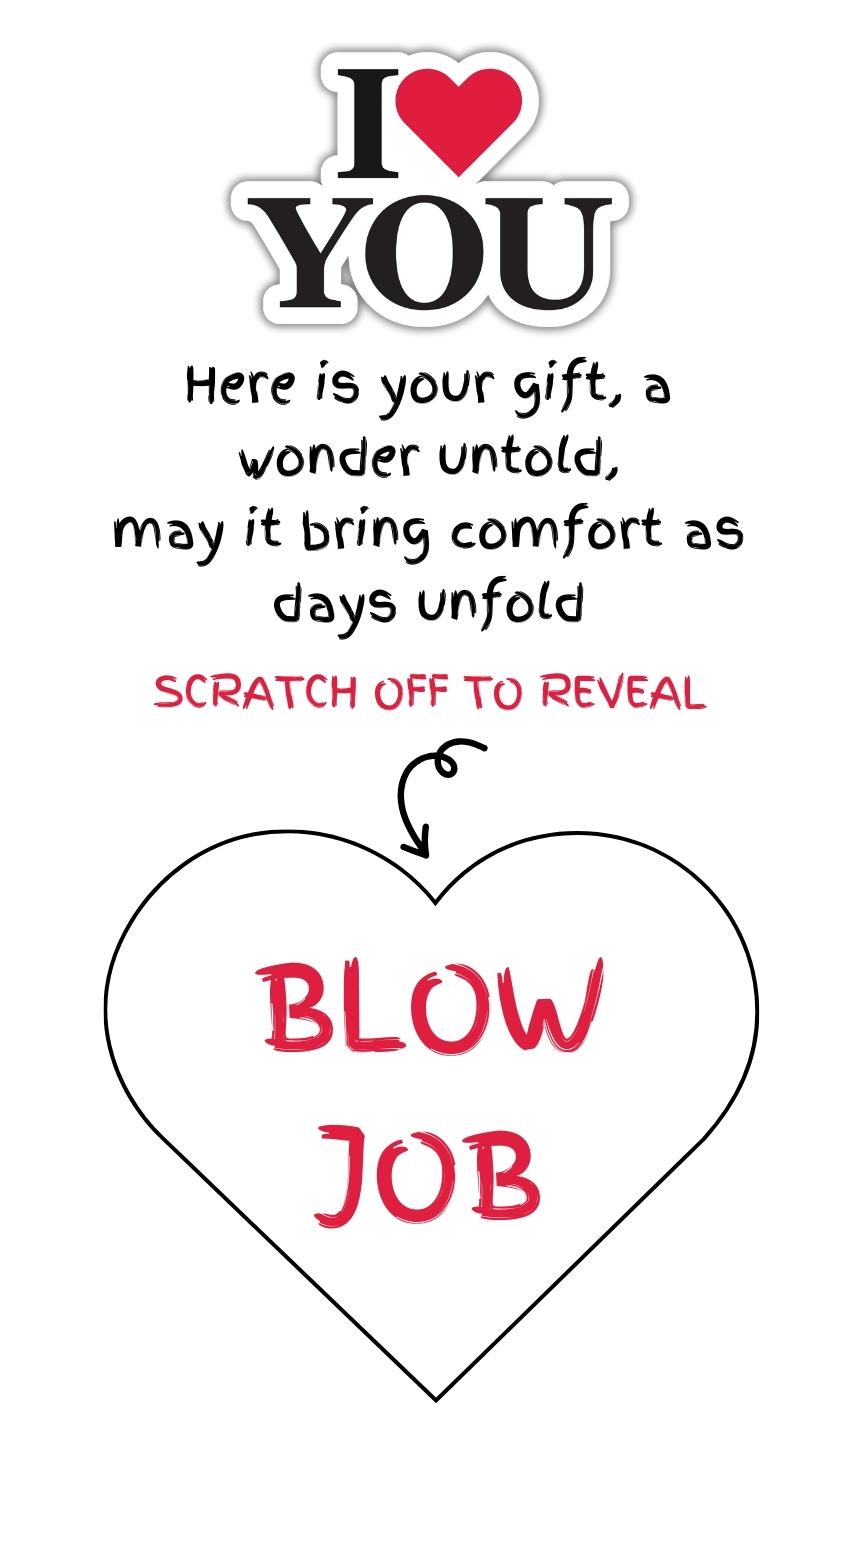 I
YOU
Here is your gift, a
wonder untold,
may it bring comfort as
days unfold
SCRATCH OFF TO REVEAL
BLOW
JOB